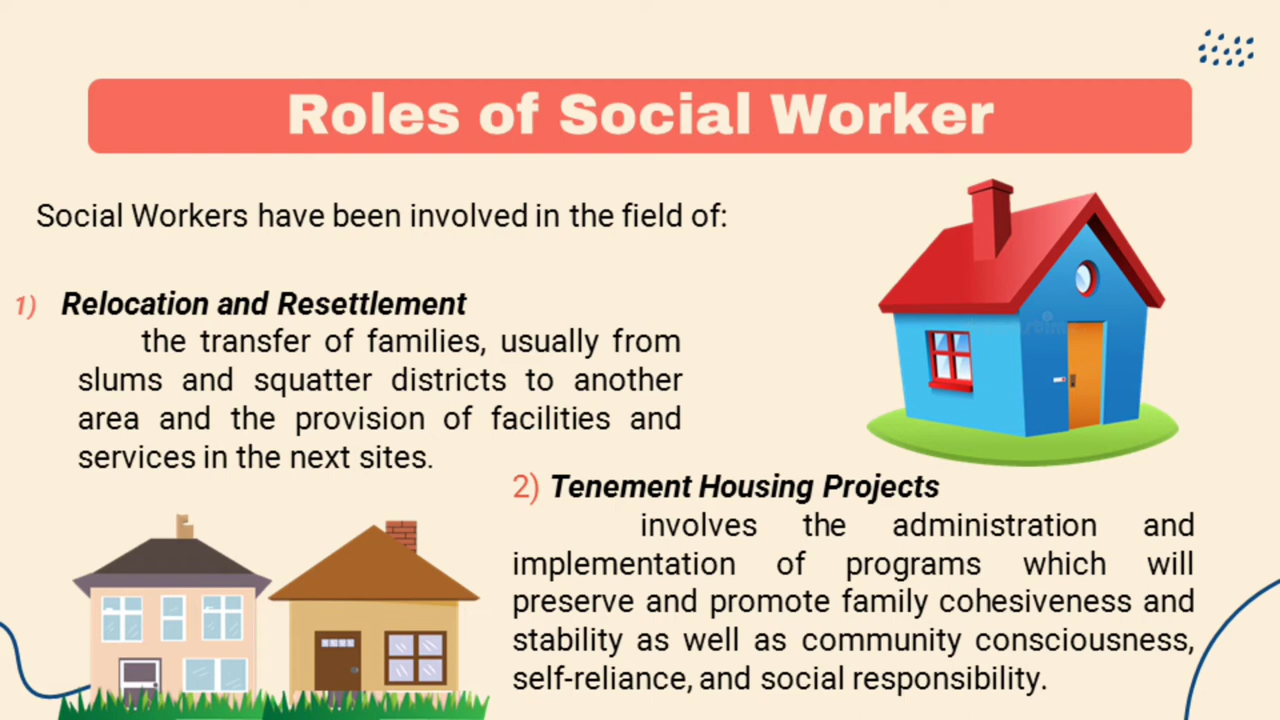 Roles of Social Worker
Social Workers have been involved in the field of:
1) Relocation and Resettlement
the transfer of families, usually from
slums and squatter districts to another
area and the provision of facilities and
services in the next sites.
2) Tenement Housing Projects
involves the administration and
implementation of programs which will
preserve and promote family cohesiveness and
stability as well as community consciousness,
self-reliance, and social responsibility.